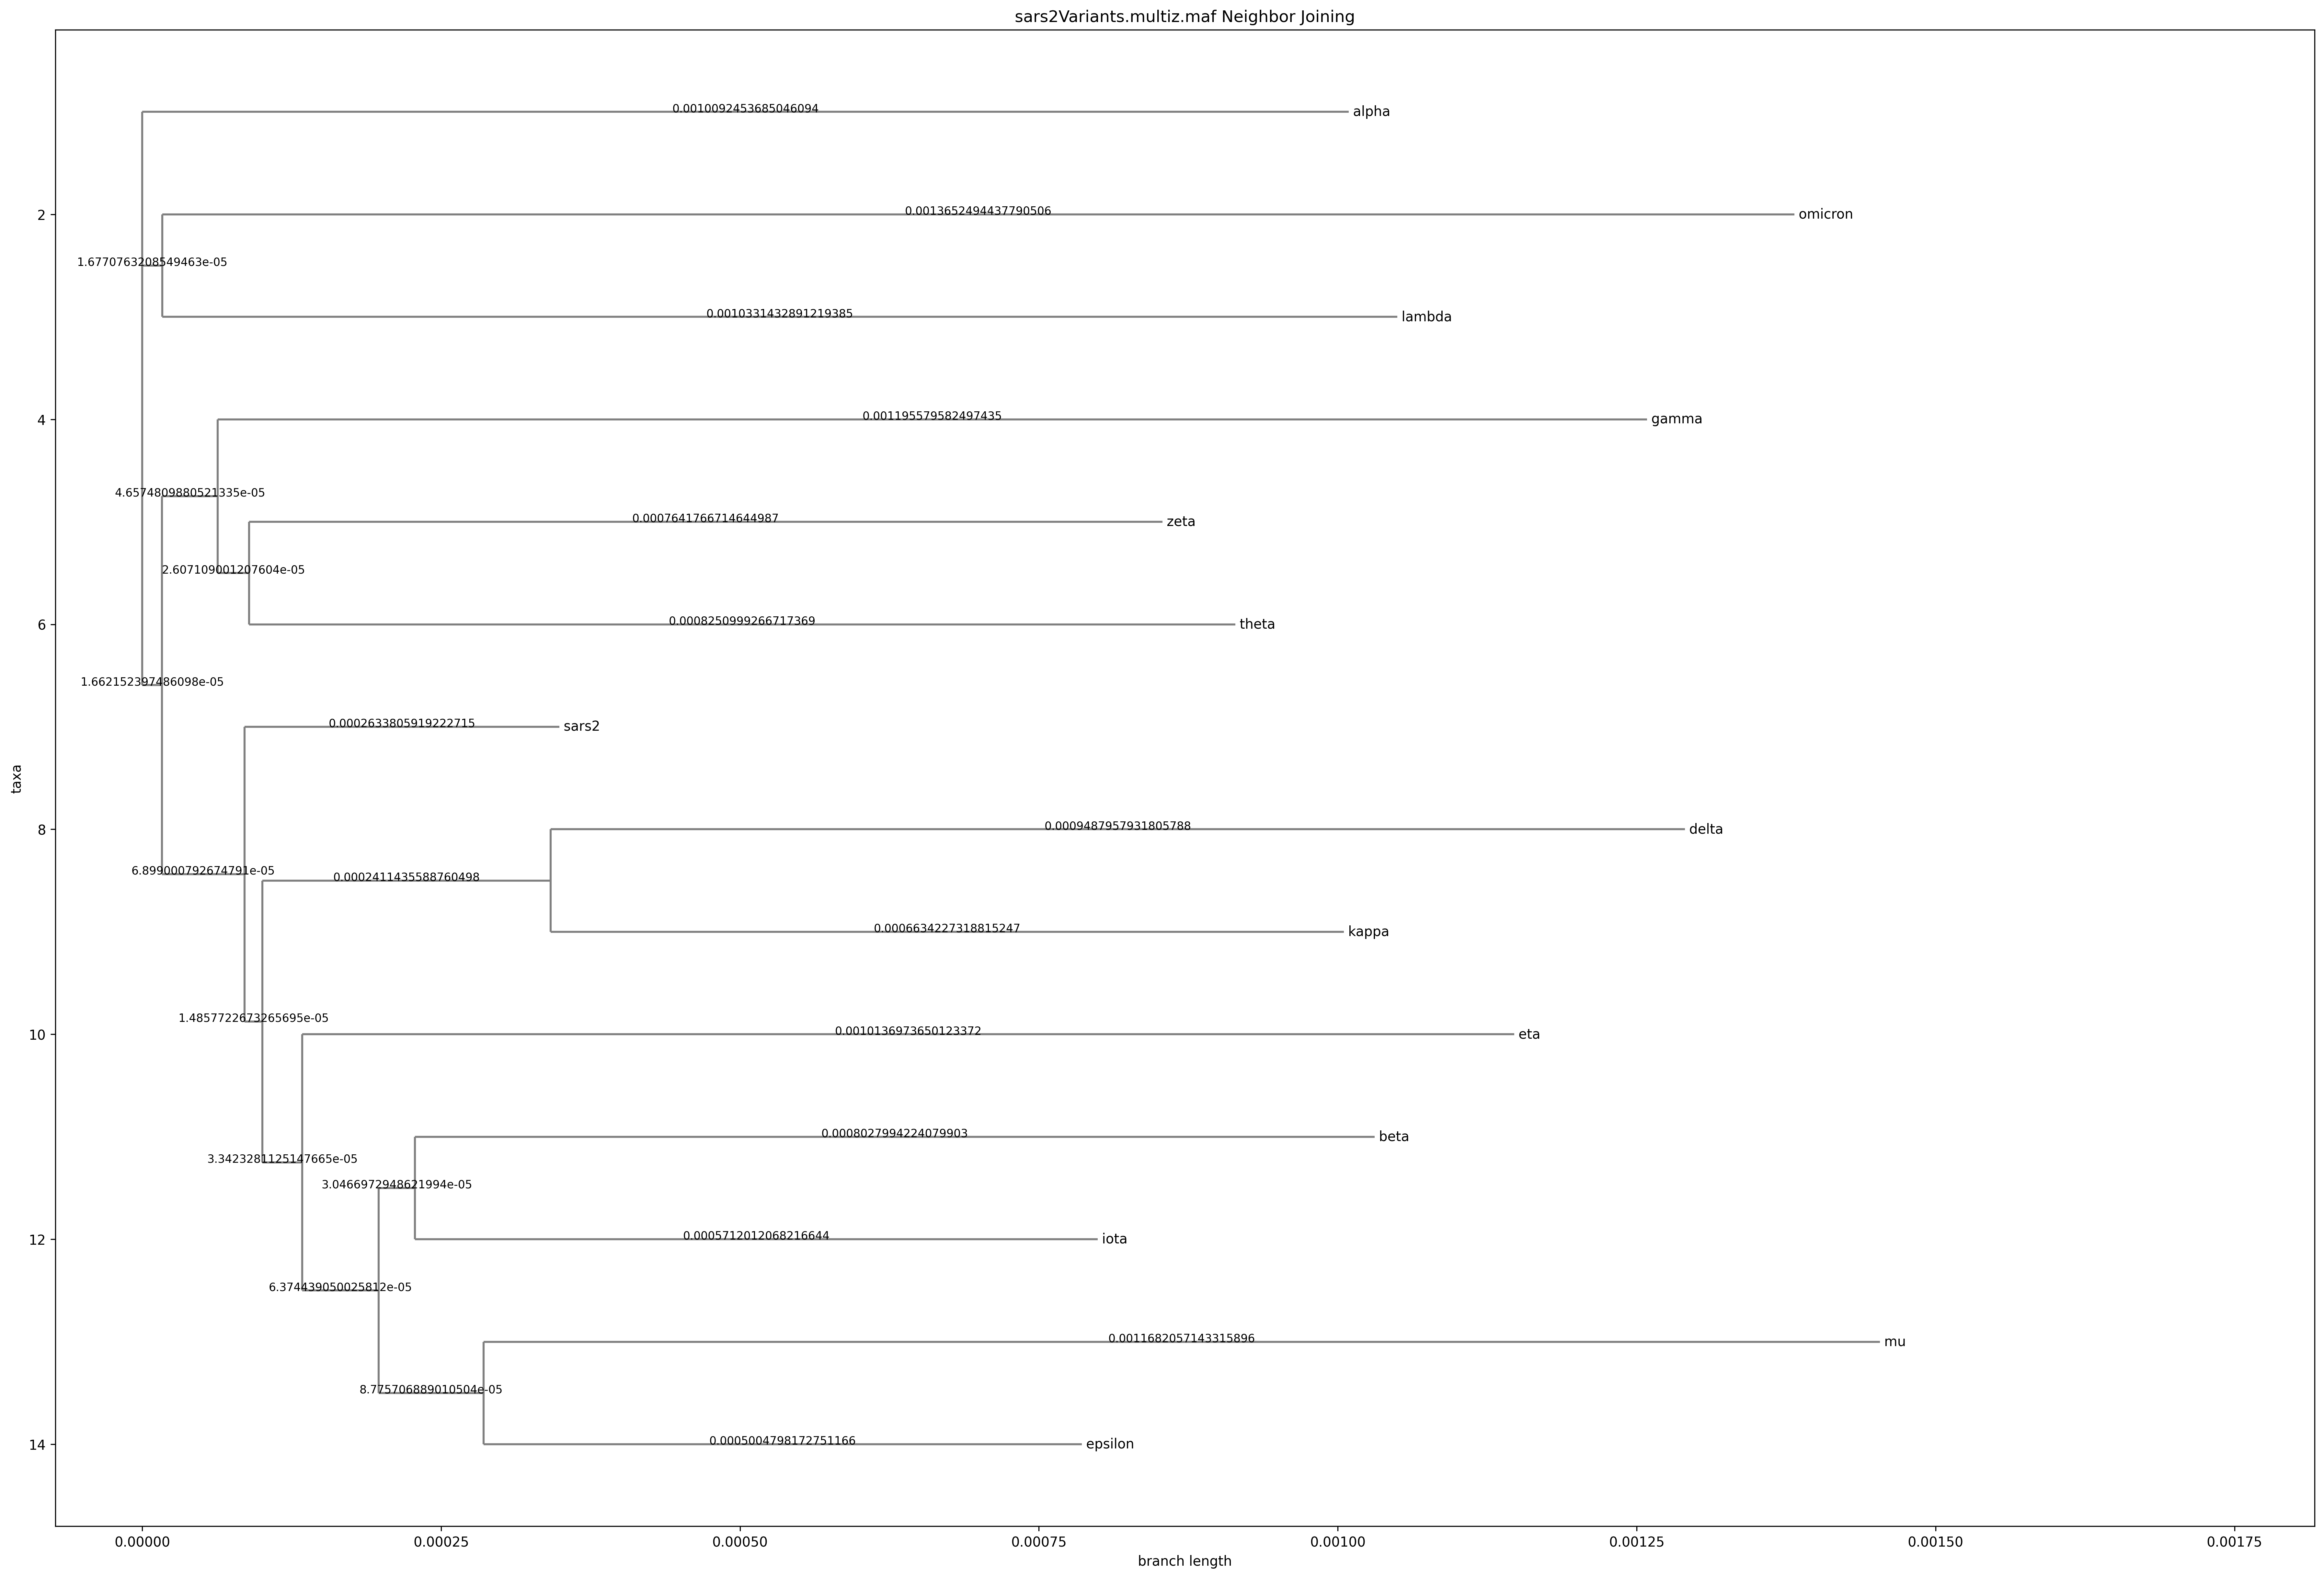 sars2Variants.multiz.maf Neighbor Joining
0.0010092453685046094
alpha
0.0013652494437790506
omicron
2
1.6770763208549463e-05
0.0010331432891219385
lambda
0.001195579582497435
gamma
4
4.6574809880521335e-05
0.0007641766714644987
zeta
2.607109001207604e-05
0.0008250999266717369
theta
6
1.662152397486098e-05
0.0002633805919222715
sars2
taxa
0.0009487957931805788
delta
8
6.899000792674791e-05
0.0002411435588760498
0.0006634227318815247
kappa
1.4857722673265695e-05
0.0010136973650123372
eta
10
0.0008027994224079903
beta
3.3423281125147665e-05
3.0466972948621994e-05
0.0005712012068216644
iota
12
6.374439050025812e-05
0.0011682057143315896
mu
8.775706889010504e-05
0.0005004798172751166
epsilon
14
0.00000 0.00025 0.00050 0.00075 0.00100 0.00125 0.00150 0.00175
branch length